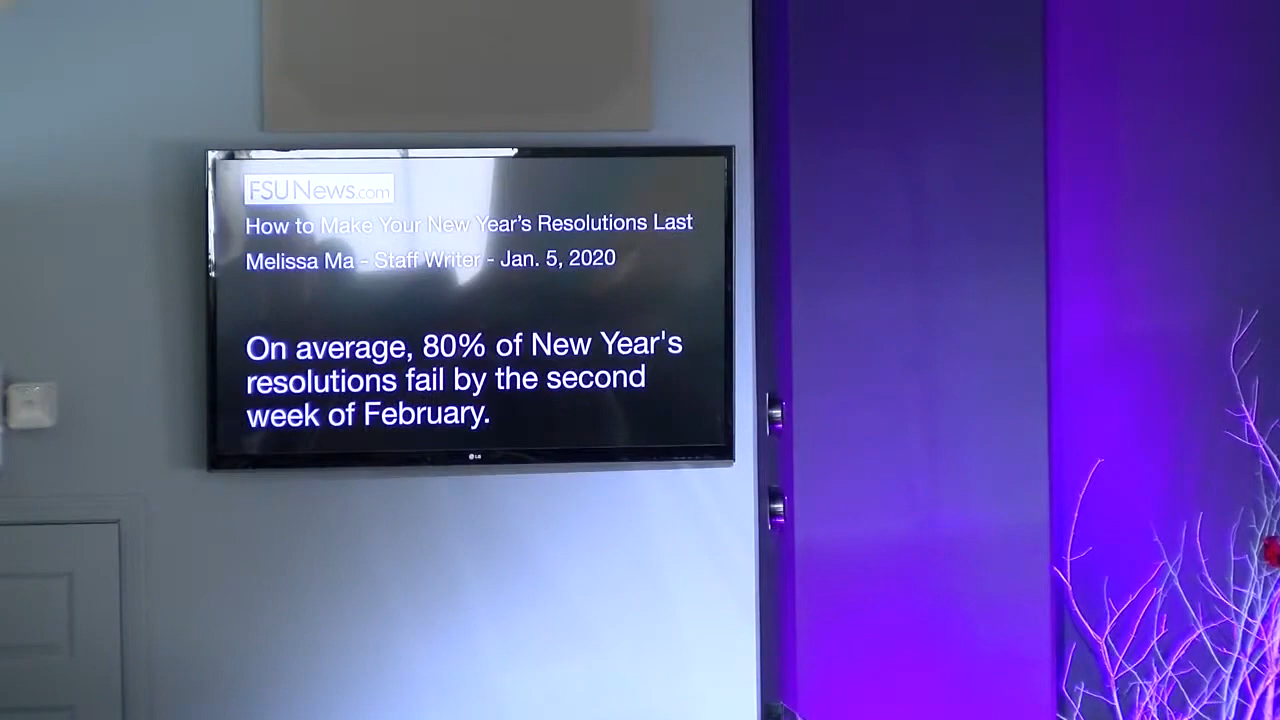 FSUNews.com
How to Make Your New Year's Resolutions Last
Melissa Ma - Staff Writer - Jan. 5, 2020
On average, 80% of New Year's
resolutions fail by the second
week of February.
LG